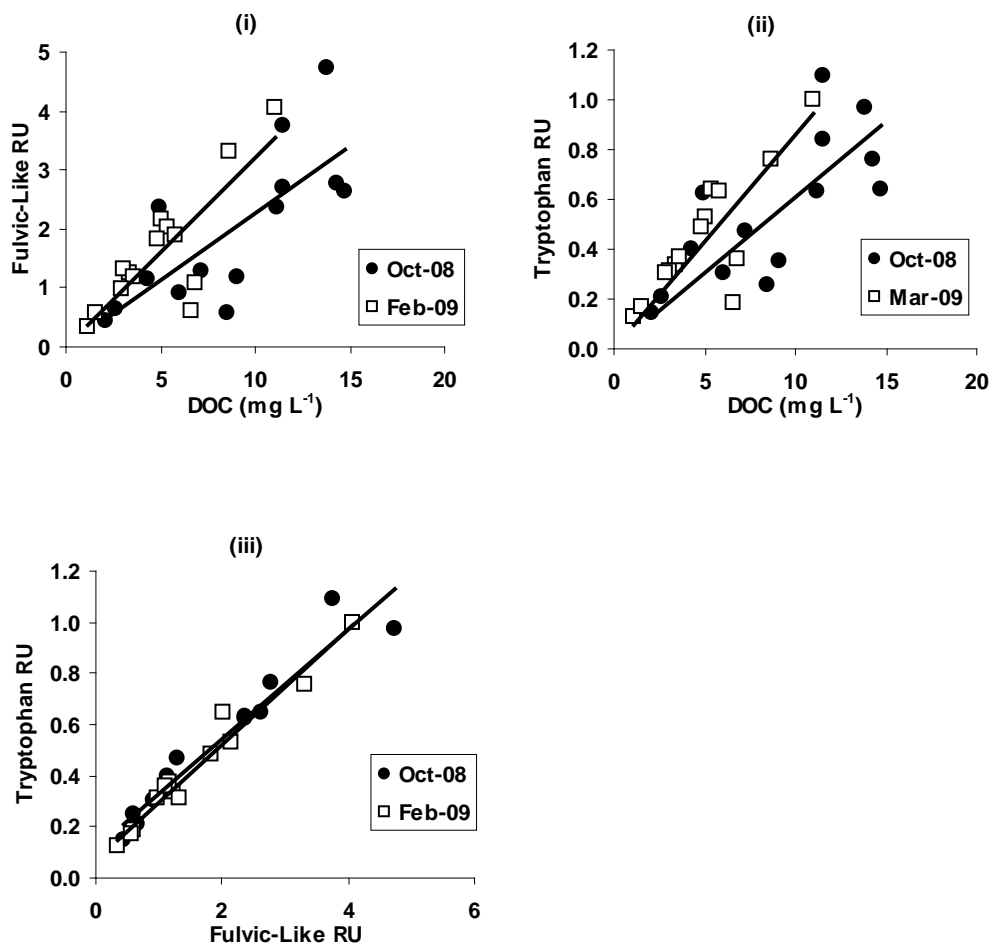 (i)
5
4
3
2
1
0
Fulvic-Like RU
0 5 10 15 20
DOC (mg L⁻¹)
Oct-08
Feb-09
(ii)
1.2
1.0
0.8
0.6
0.4
0.2
0.0
Tryptophan RU
0 5 10 15 20
DOC (mg L⁻¹)
Oct-08
Mar-09
(iii)
1.2
1.0
0.8
0.6
0.4
0.2
0.0
Tryptophan RU
0 2 4 6
Fulvic-Like RU
Oct-08
Feb-09